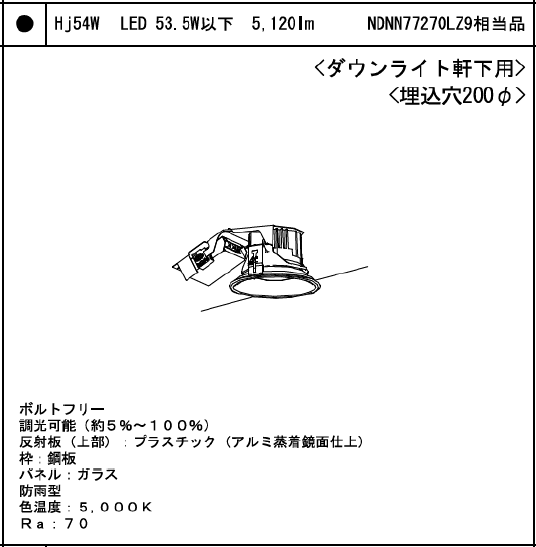 ● Hj54W LED 53.5W以下 5,120lm NDNN77270LZ9相当品
<ダウンライト軒下用>
<埋込穴200φ>
ボルトフリー
調光可能（約５％～１００％）
反射板（上部）：プラスチック（アルミ蒸着鏡面仕上）
枠：鋼板
パネル：ガラス
防雨型
色温度：５，０００Ｋ
Ｒａ：７０